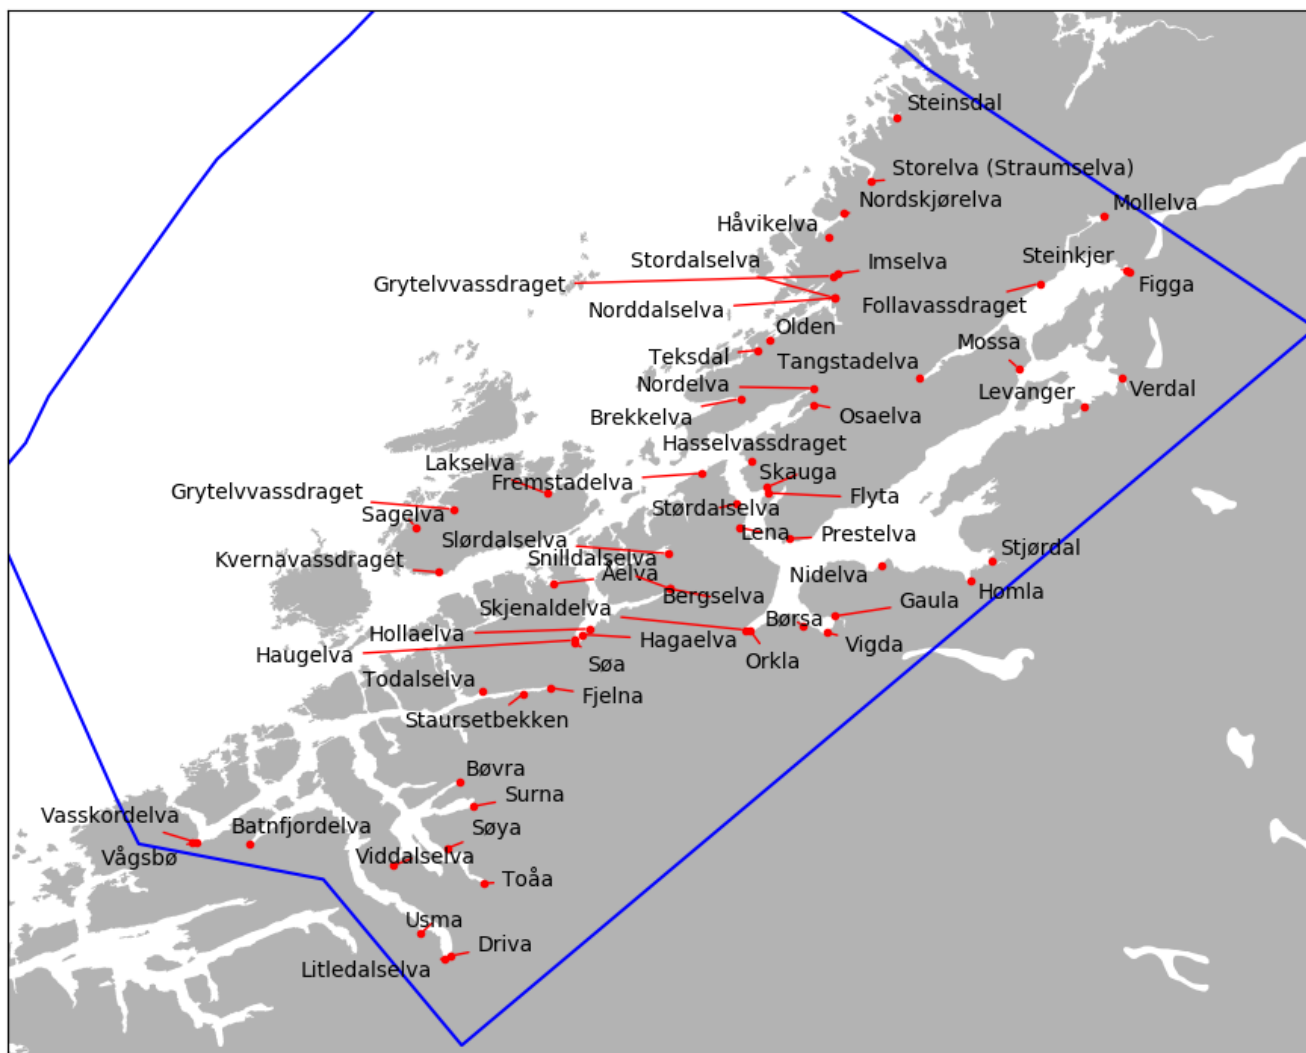 Steinsdal
Storelva (Straumselva)
Nordskjørelva
Mollelva
Håvikelva
Stordalselva
Imselva
Steinkjer
Grytelvvassdraget
Figga
Norddalselva
Follavassdraget
Olden
Mossa
Teksdal
Tangstadelva
Nordelva
Levanger
Verdal
Brekkelva
Osaelva
Hasselvassdraget
Lakselva
Skauga
Fremstadelva
Grytelvvassdraget
Flyta
Størdalselva
Sagelva
Lena
Prestelva
Slørdalselva
Stjørdal
Snilldalselva
Kvernavassdraget
Åelva
Nidelva
Bergselva
Homla
Skjenaldelva
Gaula
Børsa
Hollaelva
Hagaelva
Vigda
Haugelva
Søa
Orkla
Todalselva
Fjelna
Staursetbekken
Bøvra
Surna
Vasskordelva
Batnfjordelva
Søya
Vågsbø
Viddalselva
Toåa
Usma
Driva
Litledalselva